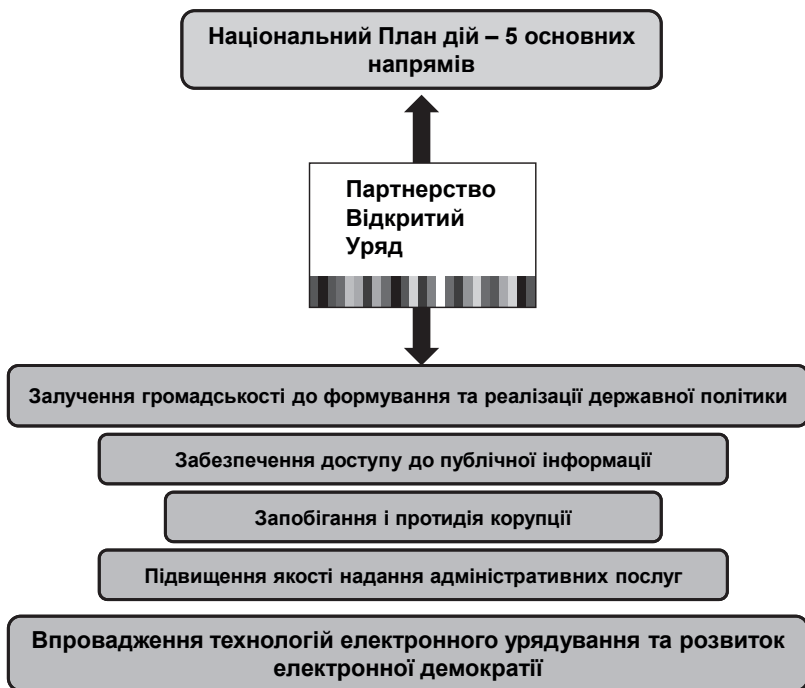 Національний План дій – 5 основних
напрямів
Партнерство
Відкритий
Уряд
Залучення громадськості до формування та реалізації державної політики
Забезпечення доступу до публічної інформації
Запобігання і протидія корупції
Підвищення якості надання адміністративних послуг
Впровадження технологій електронного урядування та розвиток
електронної демократії